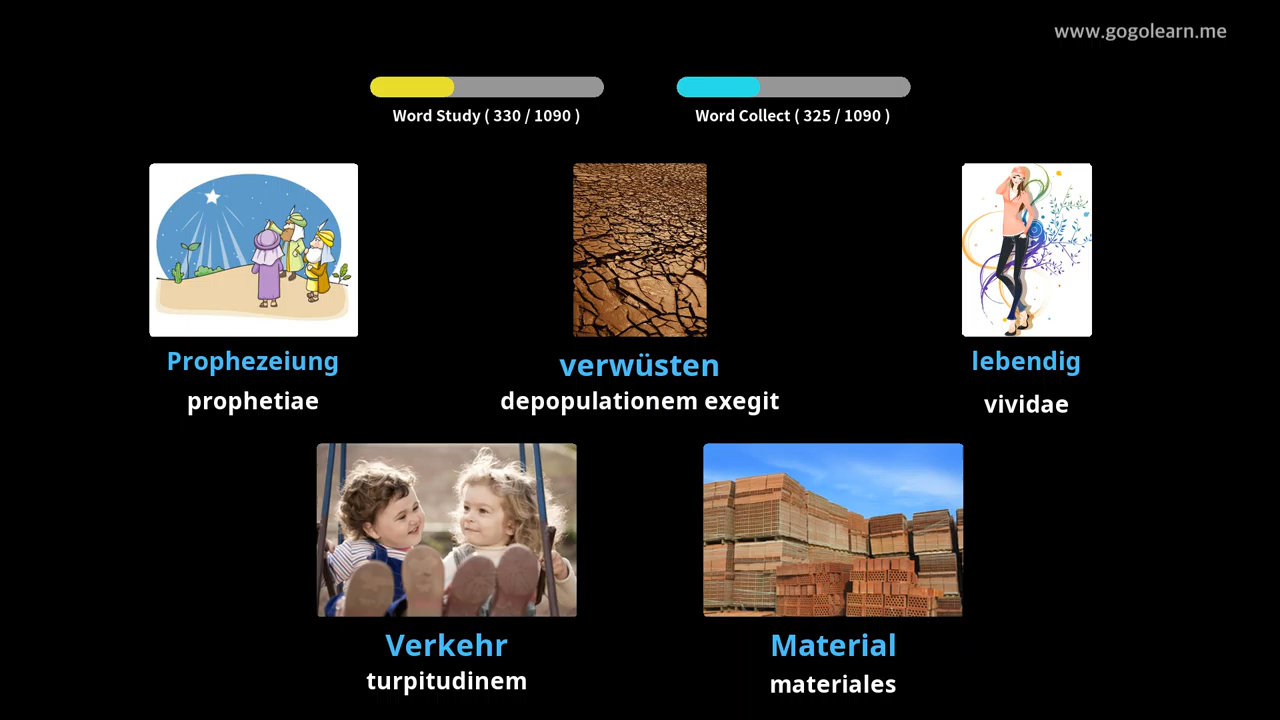 www.gogolearn.me
Word Study ( 330 / 1090 )
Word Collect ( 325 / 1090 )
Prophezeiung
prophetiae
verwüsten
depopulationem exegit
lebendig
vividae
Verkehr
turpitudinem
Material
materiales